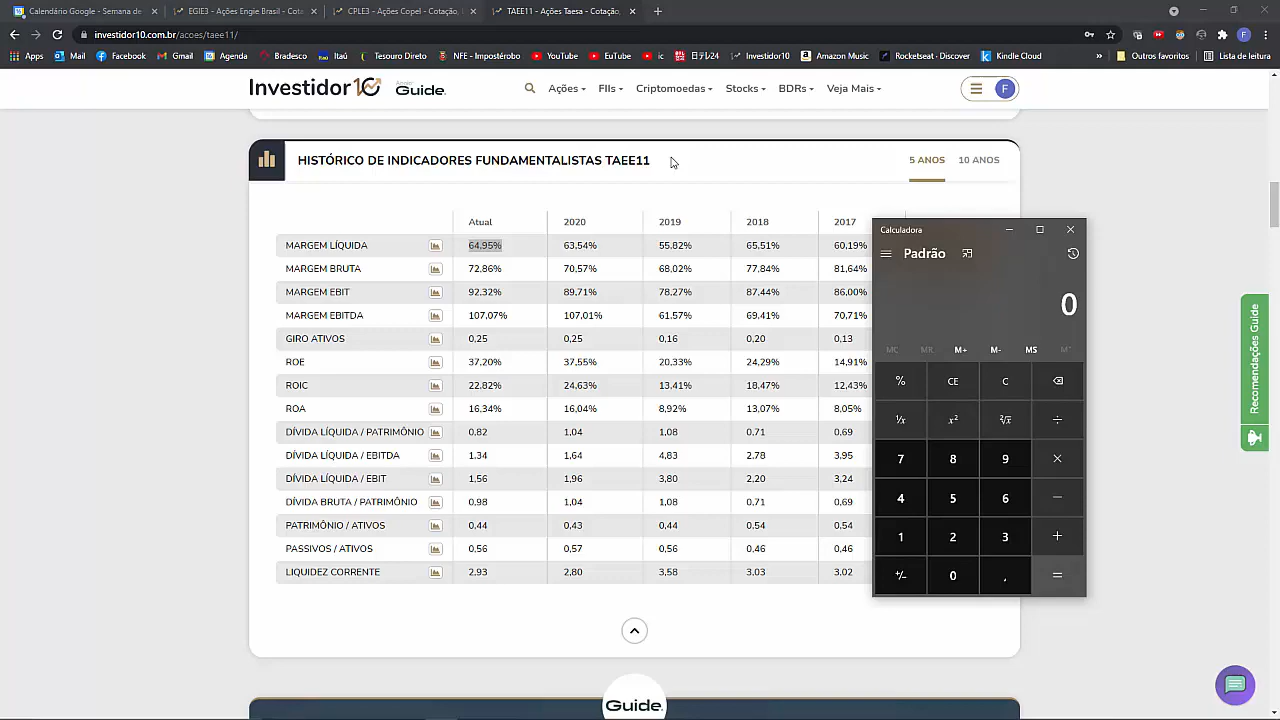 Calendário Google - Semana de
EGIE3 - Ações Engie Brasil - Cota
CPLE3 - Ações Copel - Cotação,
TAEE11 - Ações Taesa - Cotação,
investidor10.com.br/acoes/taee11/
Apps
Mail
Facebook
Gmail
Agenda
Bradesco
Itaú
Tesouro Direto
NFE - Impostérobo
YouTube
EuTube
ic
日テレ24
Investidor10
Amazon Music
Rocketseat - Discover
Kindle Cloud
»
Outros favoritos
Lista de leitura
Investidor10
Guide.
Ações
FIIs
Criptomoedas
Stocks
BDRs
Veja Mais
F
HISTÓRICO DE INDICADORES FUNDAMENTALISTAS TAEE11
5 ANOS 10 ANOS
Atual 2020 2019 2018 2017
MARGEM LÍQUIDA 64,95% 63,54% 55,82% 65,51% 60,19%
MARGEM BRUTA 72,86% 70,57% 68,02% 77,84% 81,64%
MARGEM EBIT 92,32% 89,71% 78,27% 87,44% 86,00%
MARGEM EBITDA 107,07% 107,01% 61,57% 69,41% 70,71%
GIRO ATIVOS 0,25 0,25 0,16 0,20 0,13
ROE 37,20% 37,55% 20,33% 24,29% 14,91%
ROIC 22,82% 24,63% 13,41% 18,47% 12,43%
ROA 16,34% 16,04% 8,92% 13,07% 8,05%
DÍVIDA LÍQUIDA / PATRIMÔNIO 0,82 1,04 1,08 0,71 0,69
DÍVIDA LÍQUIDA / EBITDA 1,34 1,64 4,83 2,78 3,95
DÍVIDA LÍQUIDA / EBIT 1,56 1,96 3,80 2,20 3,24
DÍVIDA BRUTA / PATRIMÔNIO 0,98 1,04 1,08 0,71 0,69
PATRIMÔNIO / ATIVOS 0,44 0,43 0,44 0,54 0,54
PASSIVOS / ATIVOS 0,56 0,57 0,56 0,46 0,46
LIQUIDEZ CORRENTE 2,93 2,80 3,58 3,03 3,02
Calculadora
Padrão
0
MC MR M+ M- MS
% CE C
¹/x x² ²√x ÷
7 8 9 ×
4 5 6 −
1 2 3 +
+/- 0 , =
Recomendações Guide
Guide.